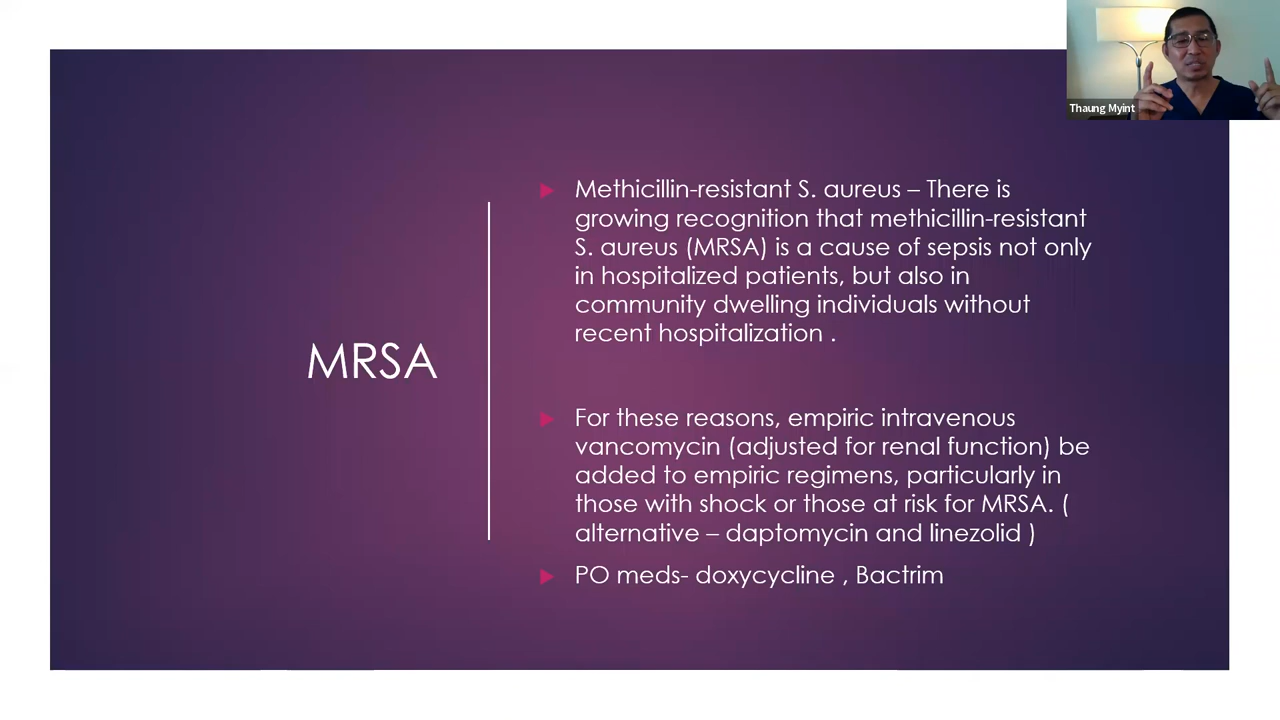 Thaung Myint
MRSA
Methicillin-resistant S. aureus – There is
growing recognition that methicillin-resistant
S. aureus (MRSA) is a cause of sepsis not only
in hospitalized patients, but also in
community dwelling individuals without
recent hospitalization .
For these reasons, empiric intravenous
vancomycin (adjusted for renal function) be
added to empiric regimens, particularly in
those with shock or those at risk for MRSA. (
alternative – daptomycin and linezolid )
PO meds- doxycycline , Bactrim